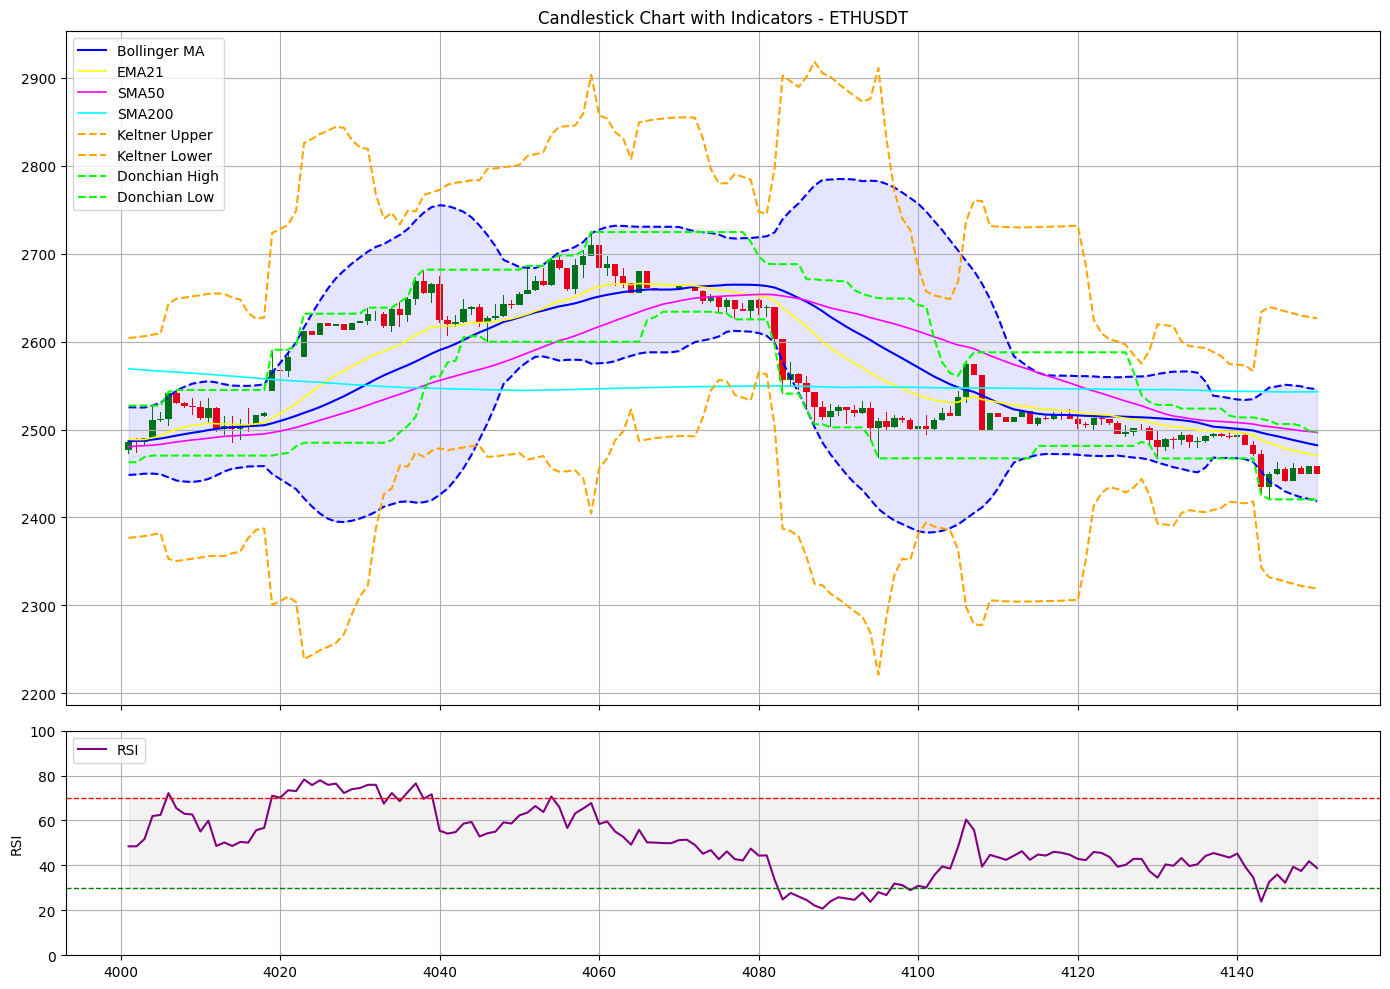 Candlestick Chart with Indicators - ETHUSDT
Bollinger MA
EMA21
SMA50
SMA200
Keltner Upper
Keltner Lower
Donchian High
Donchian Low
2900
2800
2700
2600
2500
2400
2300
2200
RSI
100
80
60
40
20
0
RSI
4000 4020 4040 4060 4080 4100 4120 4140